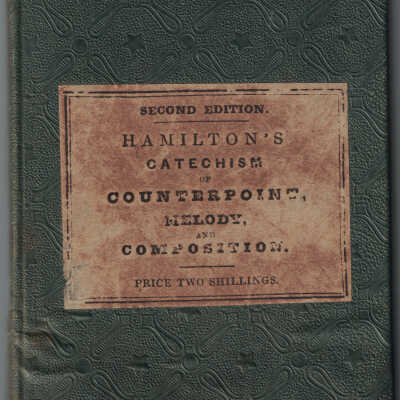 SECOND EDITION.
HAMILTON'S
CATECHISM
OF
COUNTERPOINT,
MELODY,
AND
COMPOSITION.
PRICE TWO SHILLINGS.